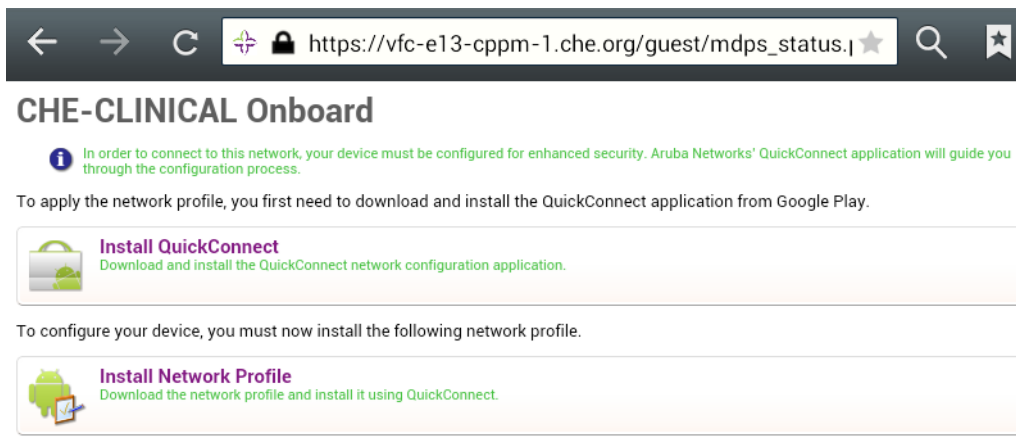 https://vfc-e13-cppm-1.che.org/guest/mdps_status.
CHE-CLINICAL Onboard
In order to connect to this network, your device must be configured for enhanced security. Aruba Networks' QuickConnect application will guide you
through the configuration process.
To apply the network profile, you first need to download and install the QuickConnect application from Google Play.
Install QuickConnect
Download and install the QuickConnect network configuration application.
To configure your device, you must now install the following network profile.
Install Network Profile
Download the network profile and install it using QuickConnect.